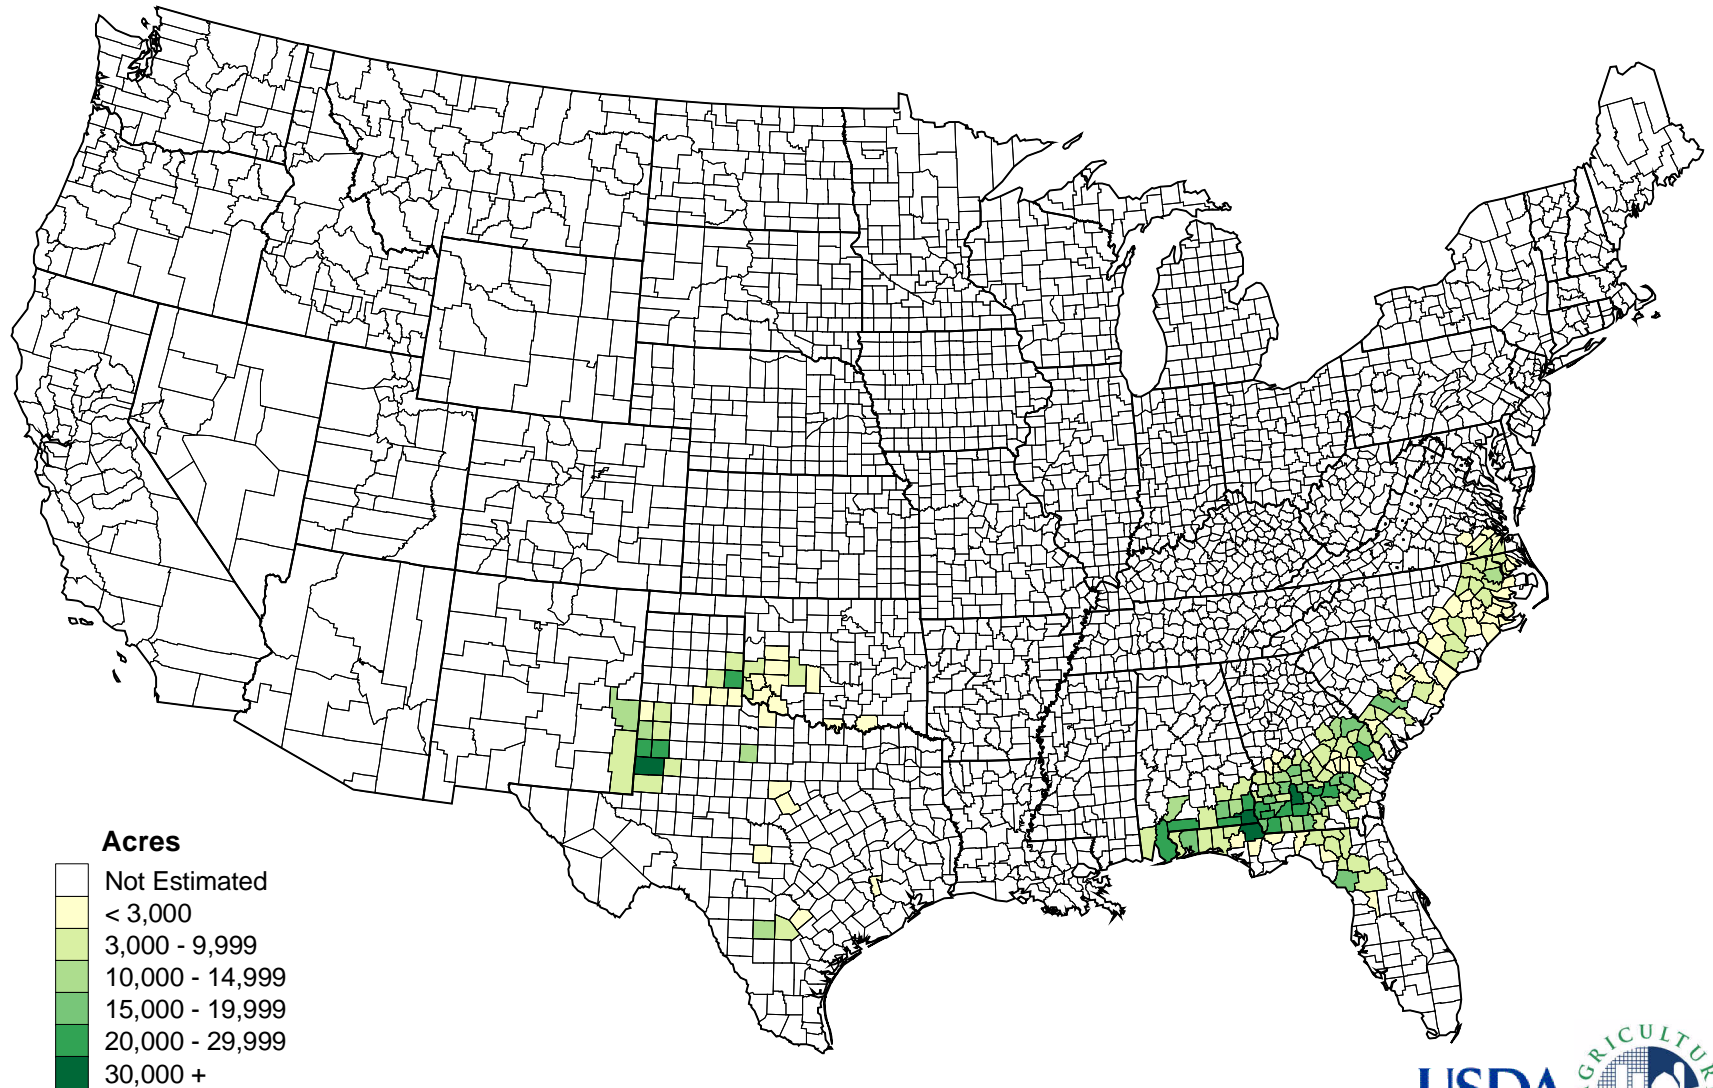 Acres
Not Estimated
< 3,000
3,000 - 9,999
10,000 - 14,999
15,000 - 19,999
20,000 - 29,999
30,000 +
USDA